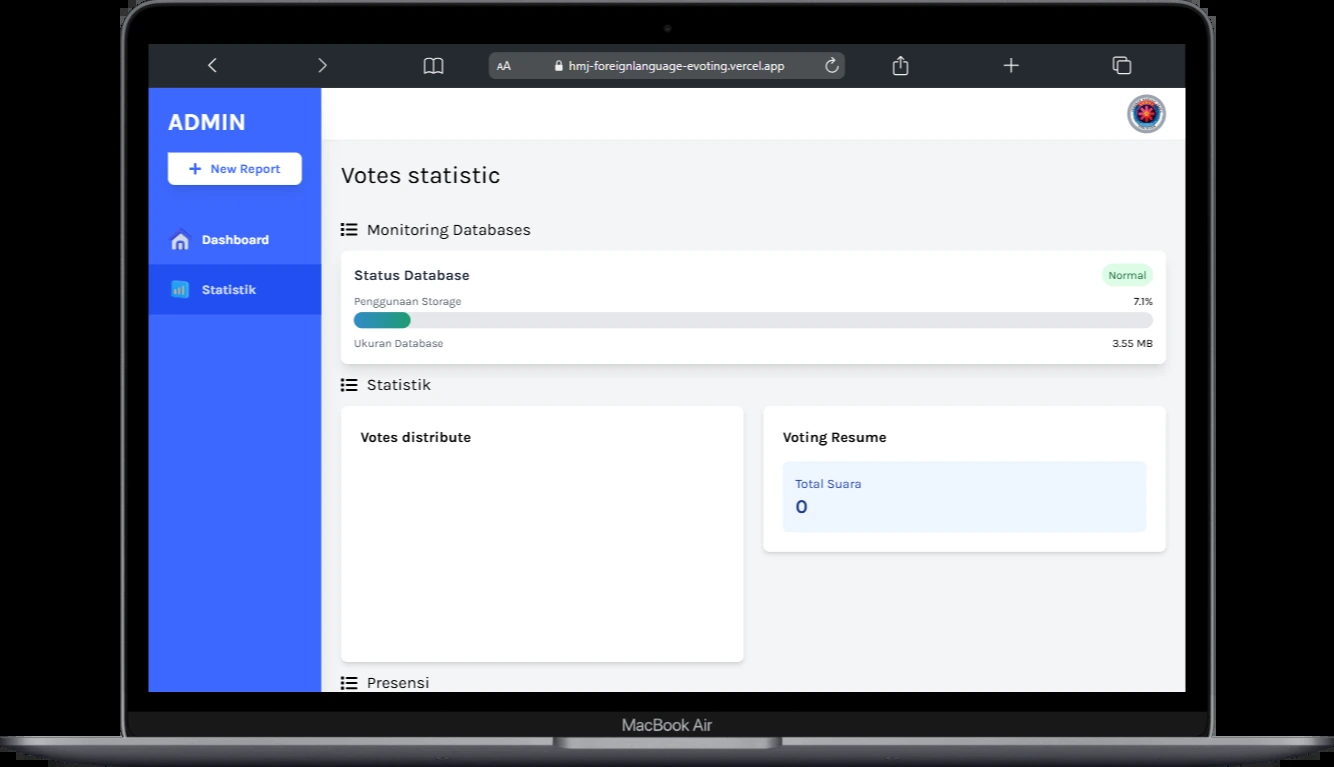 AA hmj-foreignlanguage-evoting.vercel.app
ADMIN
+ New Report
Dashboard
Statistik
Votes statistic
Monitoring Databases
Status Database Normal
Penggunaan Storage 7.1%
Ukuran Database 3.55 MB
Statistik
Votes distribute
Voting Resume
Total Suara
0
Presensi
MacBook Air